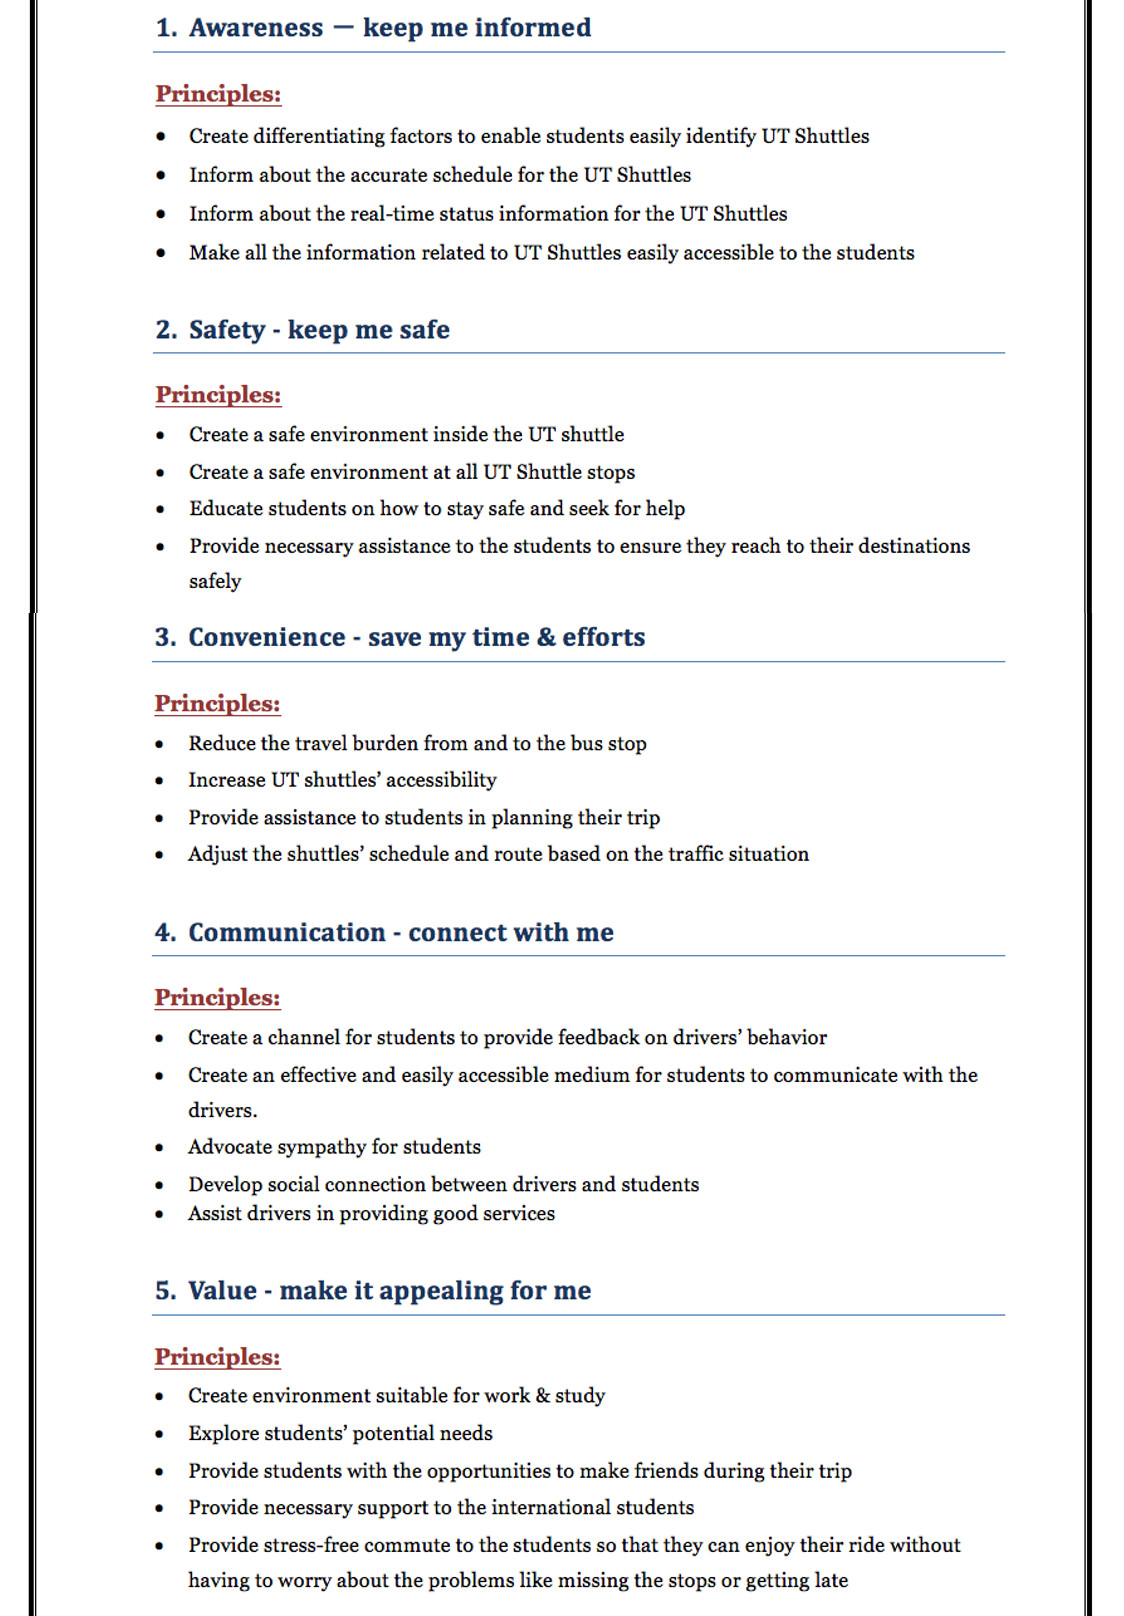 1. Awareness — keep me informed
Principles:
• Create differentiating factors to enable students easily identify UT Shuttles
• Inform about the accurate schedule for the UT Shuttles
• Inform about the real-time status information for the UT Shuttles
• Make all the information related to UT Shuttles easily accessible to the students
2. Safety - keep me safe
Principles:
• Create a safe environment inside the UT shuttle
• Create a safe environment at all UT Shuttle stops
• Educate students on how to stay safe and seek for help
• Provide necessary assistance to the students to ensure they reach to their destinations
safely
3. Convenience - save my time & efforts
Principles:
• Reduce the travel burden from and to the bus stop
• Increase UT shuttles’ accessibility
• Provide assistance to students in planning their trip
• Adjust the shuttles’ schedule and route based on the traffic situation
4. Communication - connect with me
Principles:
• Create a channel for students to provide feedback on drivers’ behavior
• Create an effective and easily accessible medium for students to communicate with the
drivers.
• Advocate sympathy for students
• Develop social connection between drivers and students
• Assist drivers in providing good services
5. Value - make it appealing for me
Principles:
• Create environment suitable for work & study
• Explore students’ potential needs
• Provide students with the opportunities to make friends during their trip
• Provide necessary support to the international students
• Provide stress-free commute to the students so that they can enjoy their ride without
having to worry about the problems like missing the stops or getting late